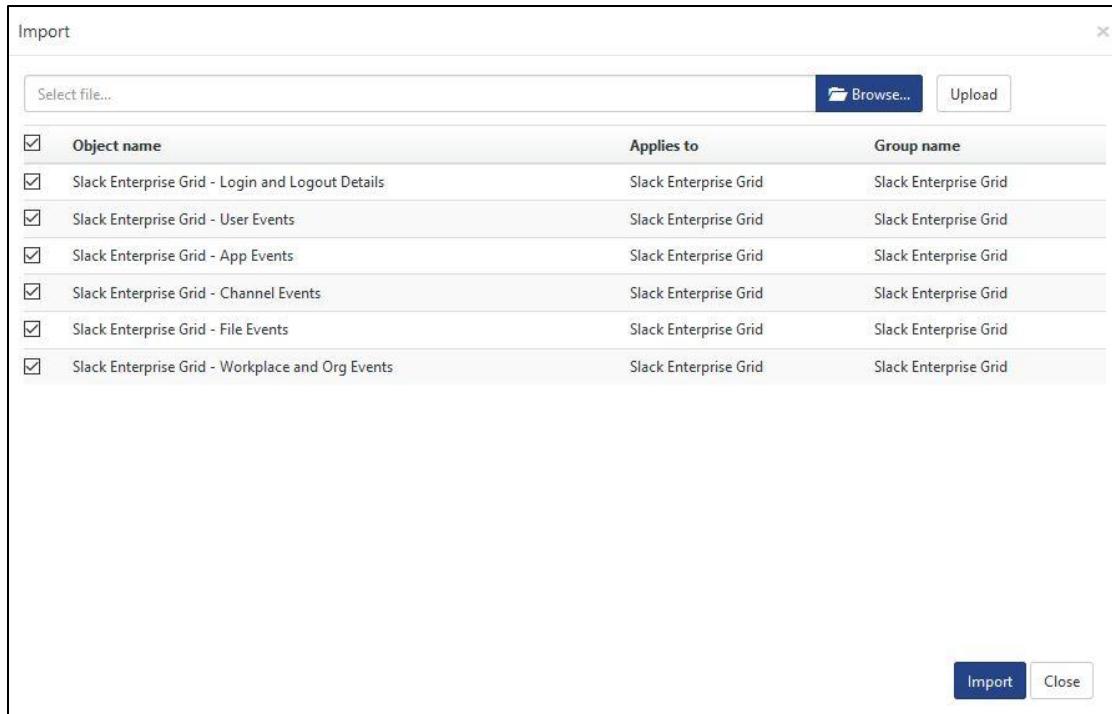 Import ×
Select file... Browse... Upload
Object name Applies to Group name
Slack Enterprise Grid - Login and Logout Details Slack Enterprise Grid Slack Enterprise Grid
Slack Enterprise Grid - User Events Slack Enterprise Grid Slack Enterprise Grid
Slack Enterprise Grid - App Events Slack Enterprise Grid Slack Enterprise Grid
Slack Enterprise Grid - Channel Events Slack Enterprise Grid Slack Enterprise Grid
Slack Enterprise Grid - File Events Slack Enterprise Grid Slack Enterprise Grid
Slack Enterprise Grid - Workplace and Org Events Slack Enterprise Grid Slack Enterprise Grid
Import Close